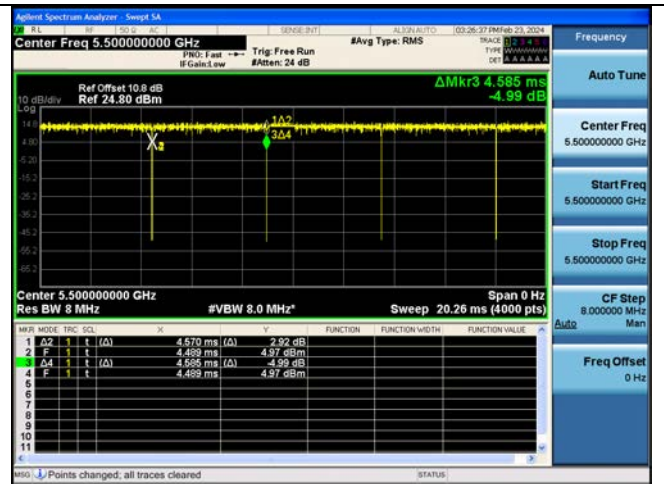 Agilent Spectrum Analyzer - Swept SA
RL RF 50 Ω AC SENSE:INT ALIGN AUTO 03:26:37 PM Feb 23, 2024
Center Freq 5.500000000 GHz #Avg Type: RMS TRACE 1 2 3 4 5 6
PNO: Fast Trig: Free Run TYPE
IFGain:Low #Atten: 24 dB DET A A A A A A
Frequency
Auto Tune
Ref Offset 10.8 dB ΔMkr3 4.585 ms
10 dB/div Ref 24.80 dBm -4.99 dB
Log
14.8
4.80
-5.20
-15.2
-25.2
-35.2
-45.2
-55.2
-65.2
1Δ2
3Δ4
Center Freq
5.500000000 GHz
Start Freq
5.500000000 GHz
Stop Freq
5.500000000 GHz
Center 5.500000000 GHz Span 0 Hz
Res BW 8 MHz #VBW 8.0 MHz* Sweep 20.26 ms (4000 pts)
CF Step
8.000000 MHz
Auto Man
Freq Offset
0 Hz
MKR MODE TRC SCL X Y FUNCTION FUNCTION WIDTH FUNCTION VALUE
1 Δ2 1 t (Δ) 4.570 ms (Δ) 2.92 dB
2 F 1 t 4.489 ms 4.97 dBm
3 Δ4 1 t (Δ) 4.585 ms (Δ) -4.99 dB
4 F 1 t 4.489 ms 4.97 dBm
5
6
7
8
9
10
11
MSG Points changed; all traces cleared STATUS